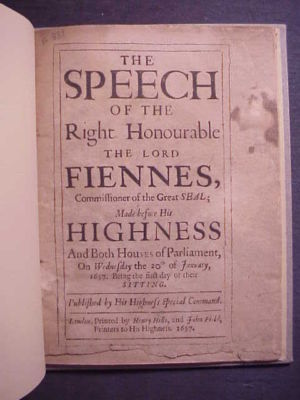 THE
SPEECH
OF THE
Right Honourable
THE LORD
FIENNES,
Commissioner of the Great SEAL;
Made before His
HIGHNESS
And Both Houses of Parliament,
On Wednesday the 20th of January,
1657. Being the first day of their
SITTING.
Published by His Highness Special Command.
London, Printed by Henry Hills, and John Field,
Printers to His Highness. 1657.